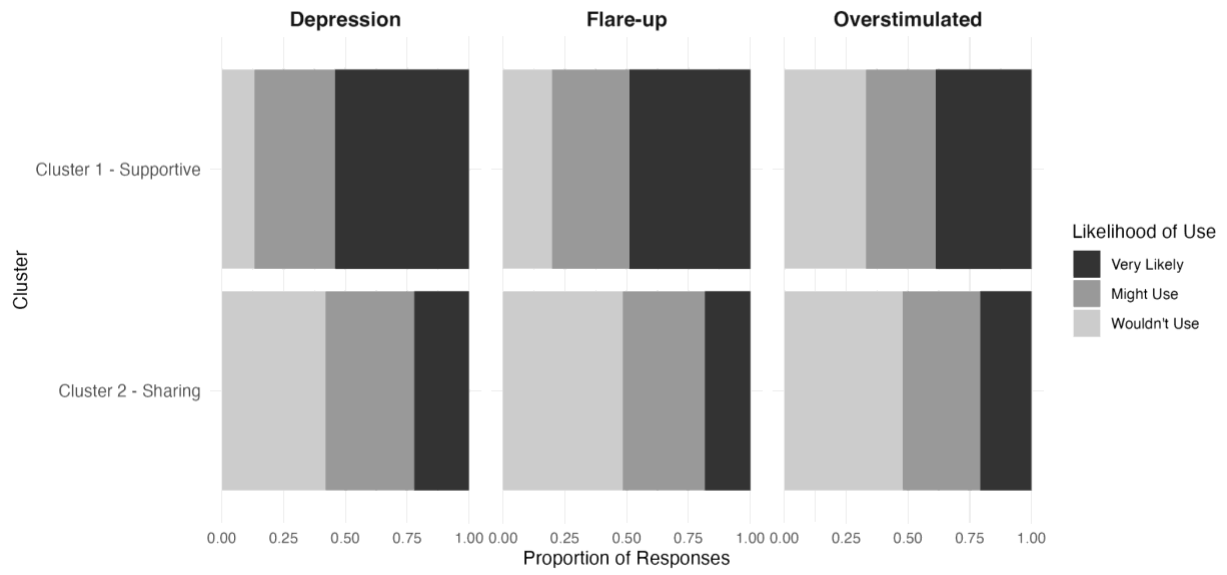 Depression Flare-up Overstimulated
Cluster 1 - Supportive
Cluster 2 - Sharing
Cluster
0.00 0.25 0.50 0.75 1.00 0.00 0.25 0.50 0.75 1.00 0.00 0.25 0.50 0.75 1.00
Proportion of Responses
Likelihood of Use
Very Likely
Might Use
Wouldn't Use